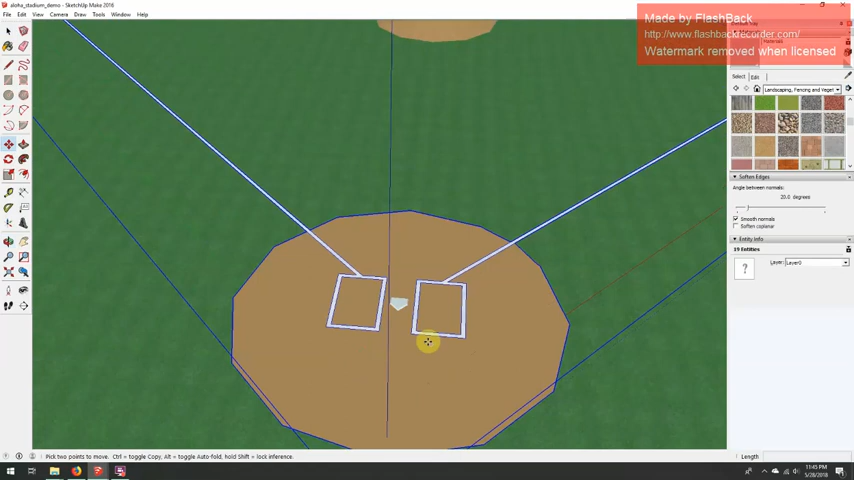 aloha_stadium_demo - SketchUp Make 2016
File Edit View Camera Draw Tools Window Help
Made by FlashBack
http://www.flashbackrecorder.com/
Watermark removed when licensed
Select Edit
Landscaping, Fencing and Veget
Soften Edges
Angle between normals:
20.0 degrees
Smooth normals
Soften coplanar
Entity Info
19 Entities
Layer: Layer0
?
Pick two points to move. Ctrl = toggle Copy, Alt = toggle Auto-fold, hold Shift = lock inference.
Length
11:45 PM
5/28/2018